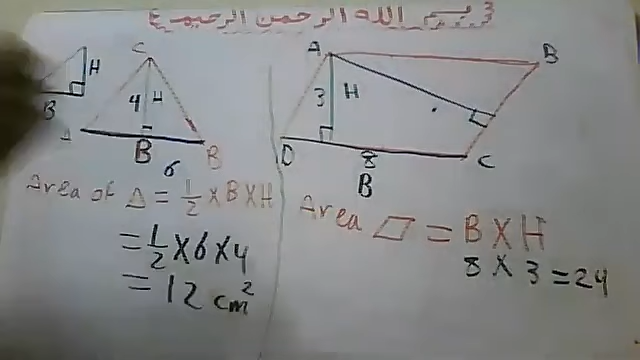 بسم الله الرحمن الرحيم
H
B
C
4 H
A
B
B
6
Area of Δ = 1/2 × B × H
= 1/2 × 6 × 4
= 12 cm²
A
B
3 H
D
8
C
B
Area ▱ = B × H
8 × 3 = 24